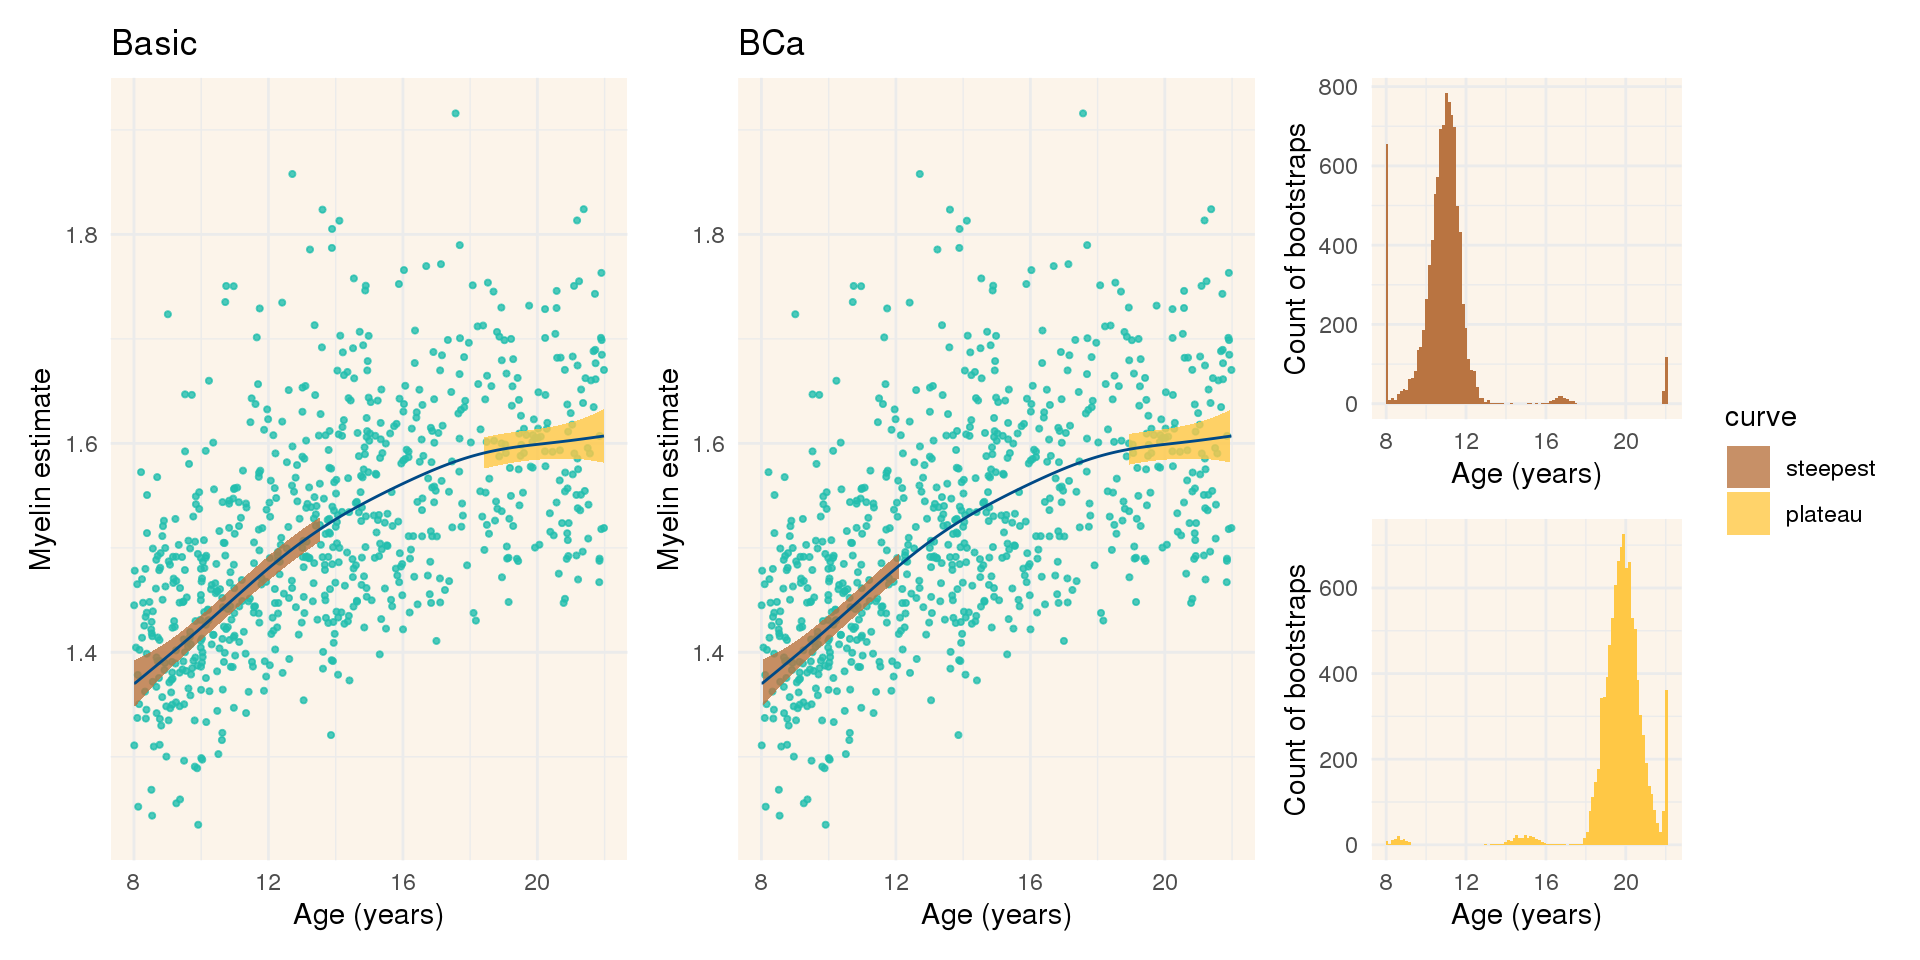 Basic
1.8
1.6
1.4
Myelin estimate
8 12 16 20
Age (years)
BCa
1.8
1.6
1.4
Myelin estimate
8 12 16 20
Age (years)
800
600
400
200
0
Count of bootstraps
8 12 16 20
Age (years)
600
400
200
0
Count of bootstraps
8 12 16 20
Age (years)
curve
steepest
plateau